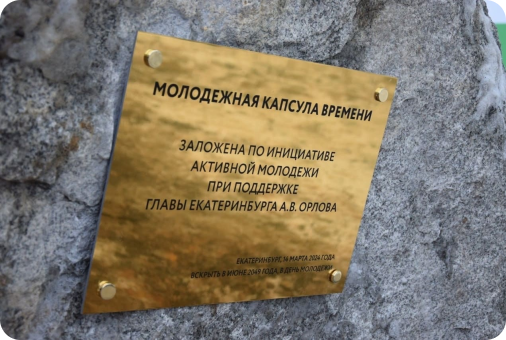 МОЛОДЕЖНАЯ КАПСУЛА ВРЕМЕНИ
ЗАЛОЖЕНА ПО ИНИЦИАТИВЕ
АКТИВНОЙ МОЛОДЕЖИ
ПРИ ПОДДЕРЖКЕ
ГЛАВЫ ЕКАТЕРИНБУРГА А.В. ОРЛОВА
ЕКАТЕРИНБУРГ, 16 МАРТА 2024 ГОДА
ВСКРЫТЬ В ИЮНЕ 2049 ГОДА, В ДЕНЬ МОЛОДЕЖИ